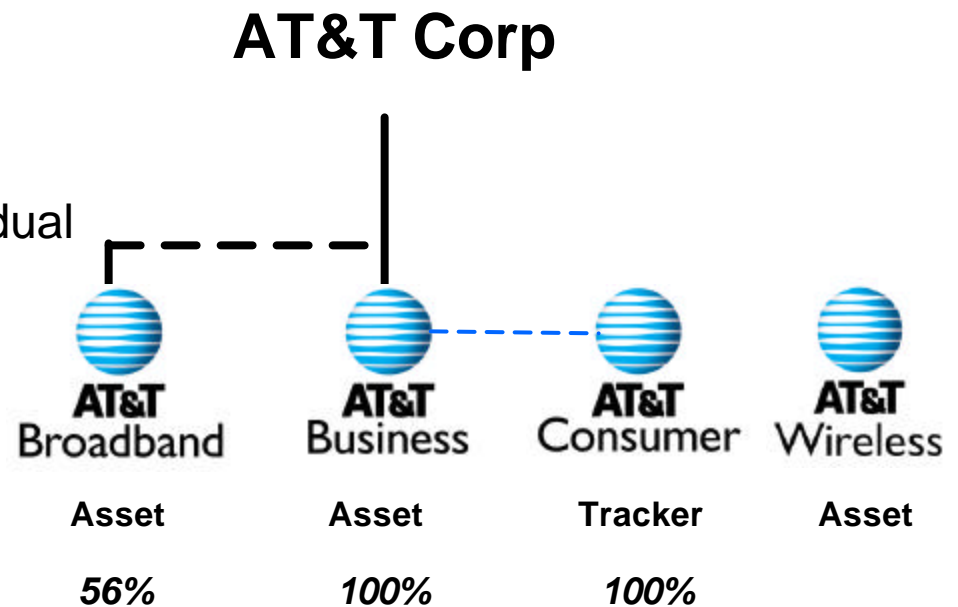 AT&T Corp
dual
AT&T AT&T AT&T AT&T
Broadband Business Consumer Wireless
Asset Asset Tracker Asset
56% 100% 100%